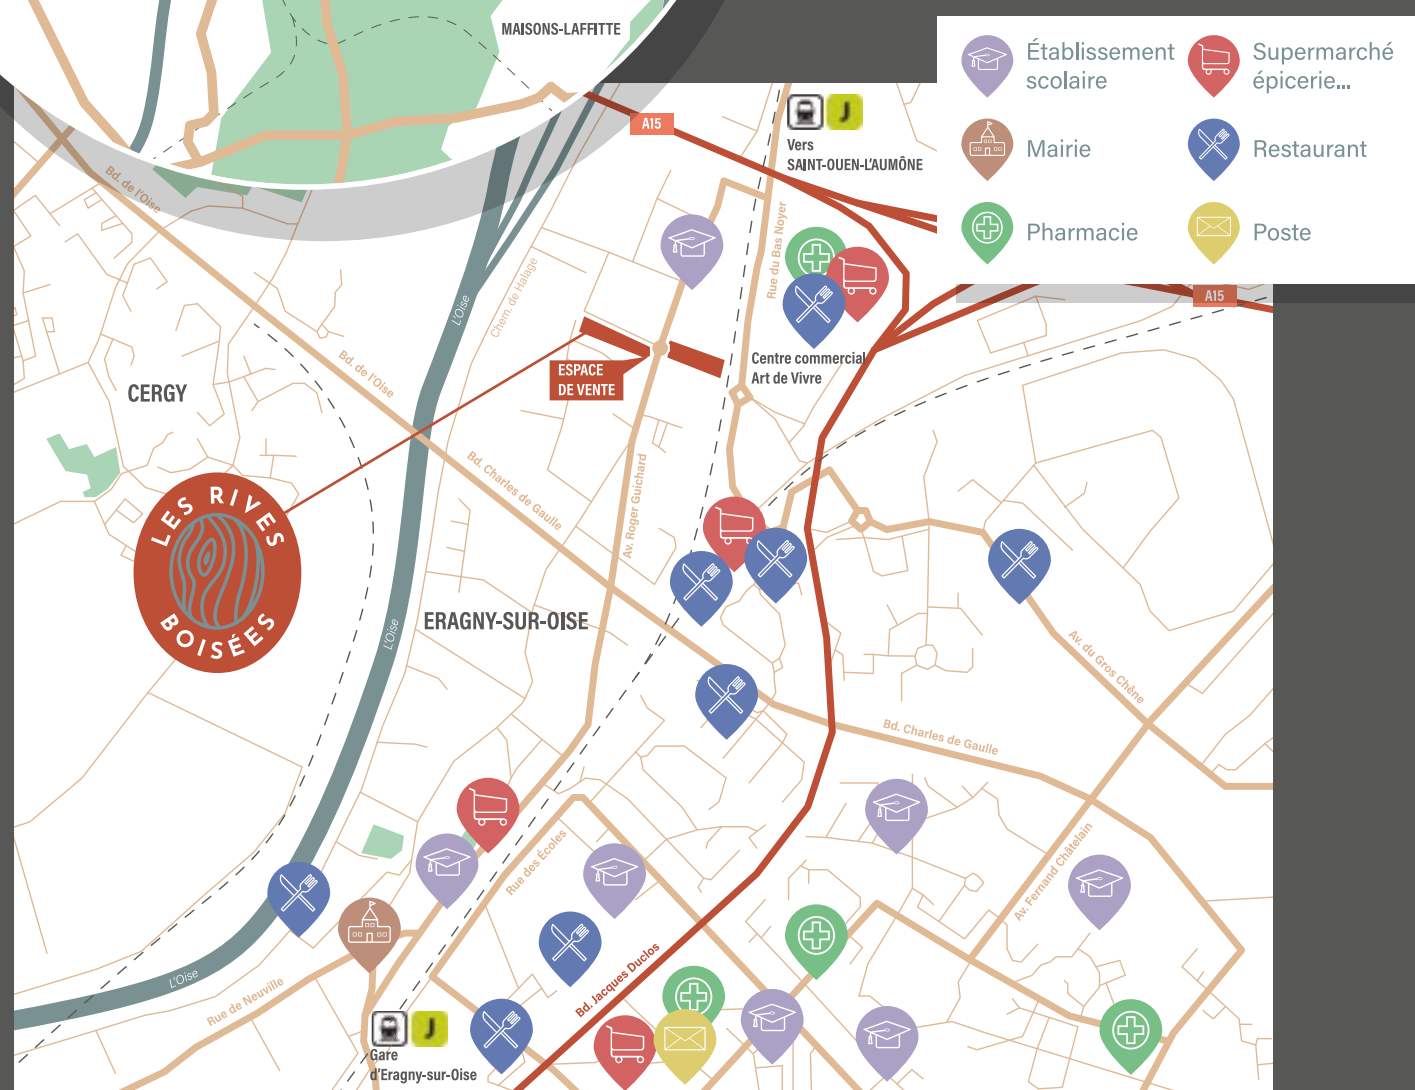 MAISONS-LAFFITTE
Établissement
scolaire
Supermarché
épicerie...
Mairie
Restaurant
Pharmacie
Poste
A15
J
Vers
SAINT-OUEN-L'AUMÔNE
Bd. de l'Oise
Rue du Bas Noyer
Chem. de Halage
L'Oise
A15
Centre commercial
Art de Vivre
ESPACE
DE VENTE
Bd. de l'Oise
CERGY
Bd. Charles de Gaulle
Av. Roger Guichard
LES RIVES
BOISÉES
ERAGNY-SUR-OISE
L'Oise
Av. du Gros Chêne
Bd. Charles de Gaulle
Rue des Écoles
Av. Fernand Châtelain
L'Oise
Rue de Neuville
Bd. Jacques Duclos
J
Gare
d'Eragny-sur-Oise